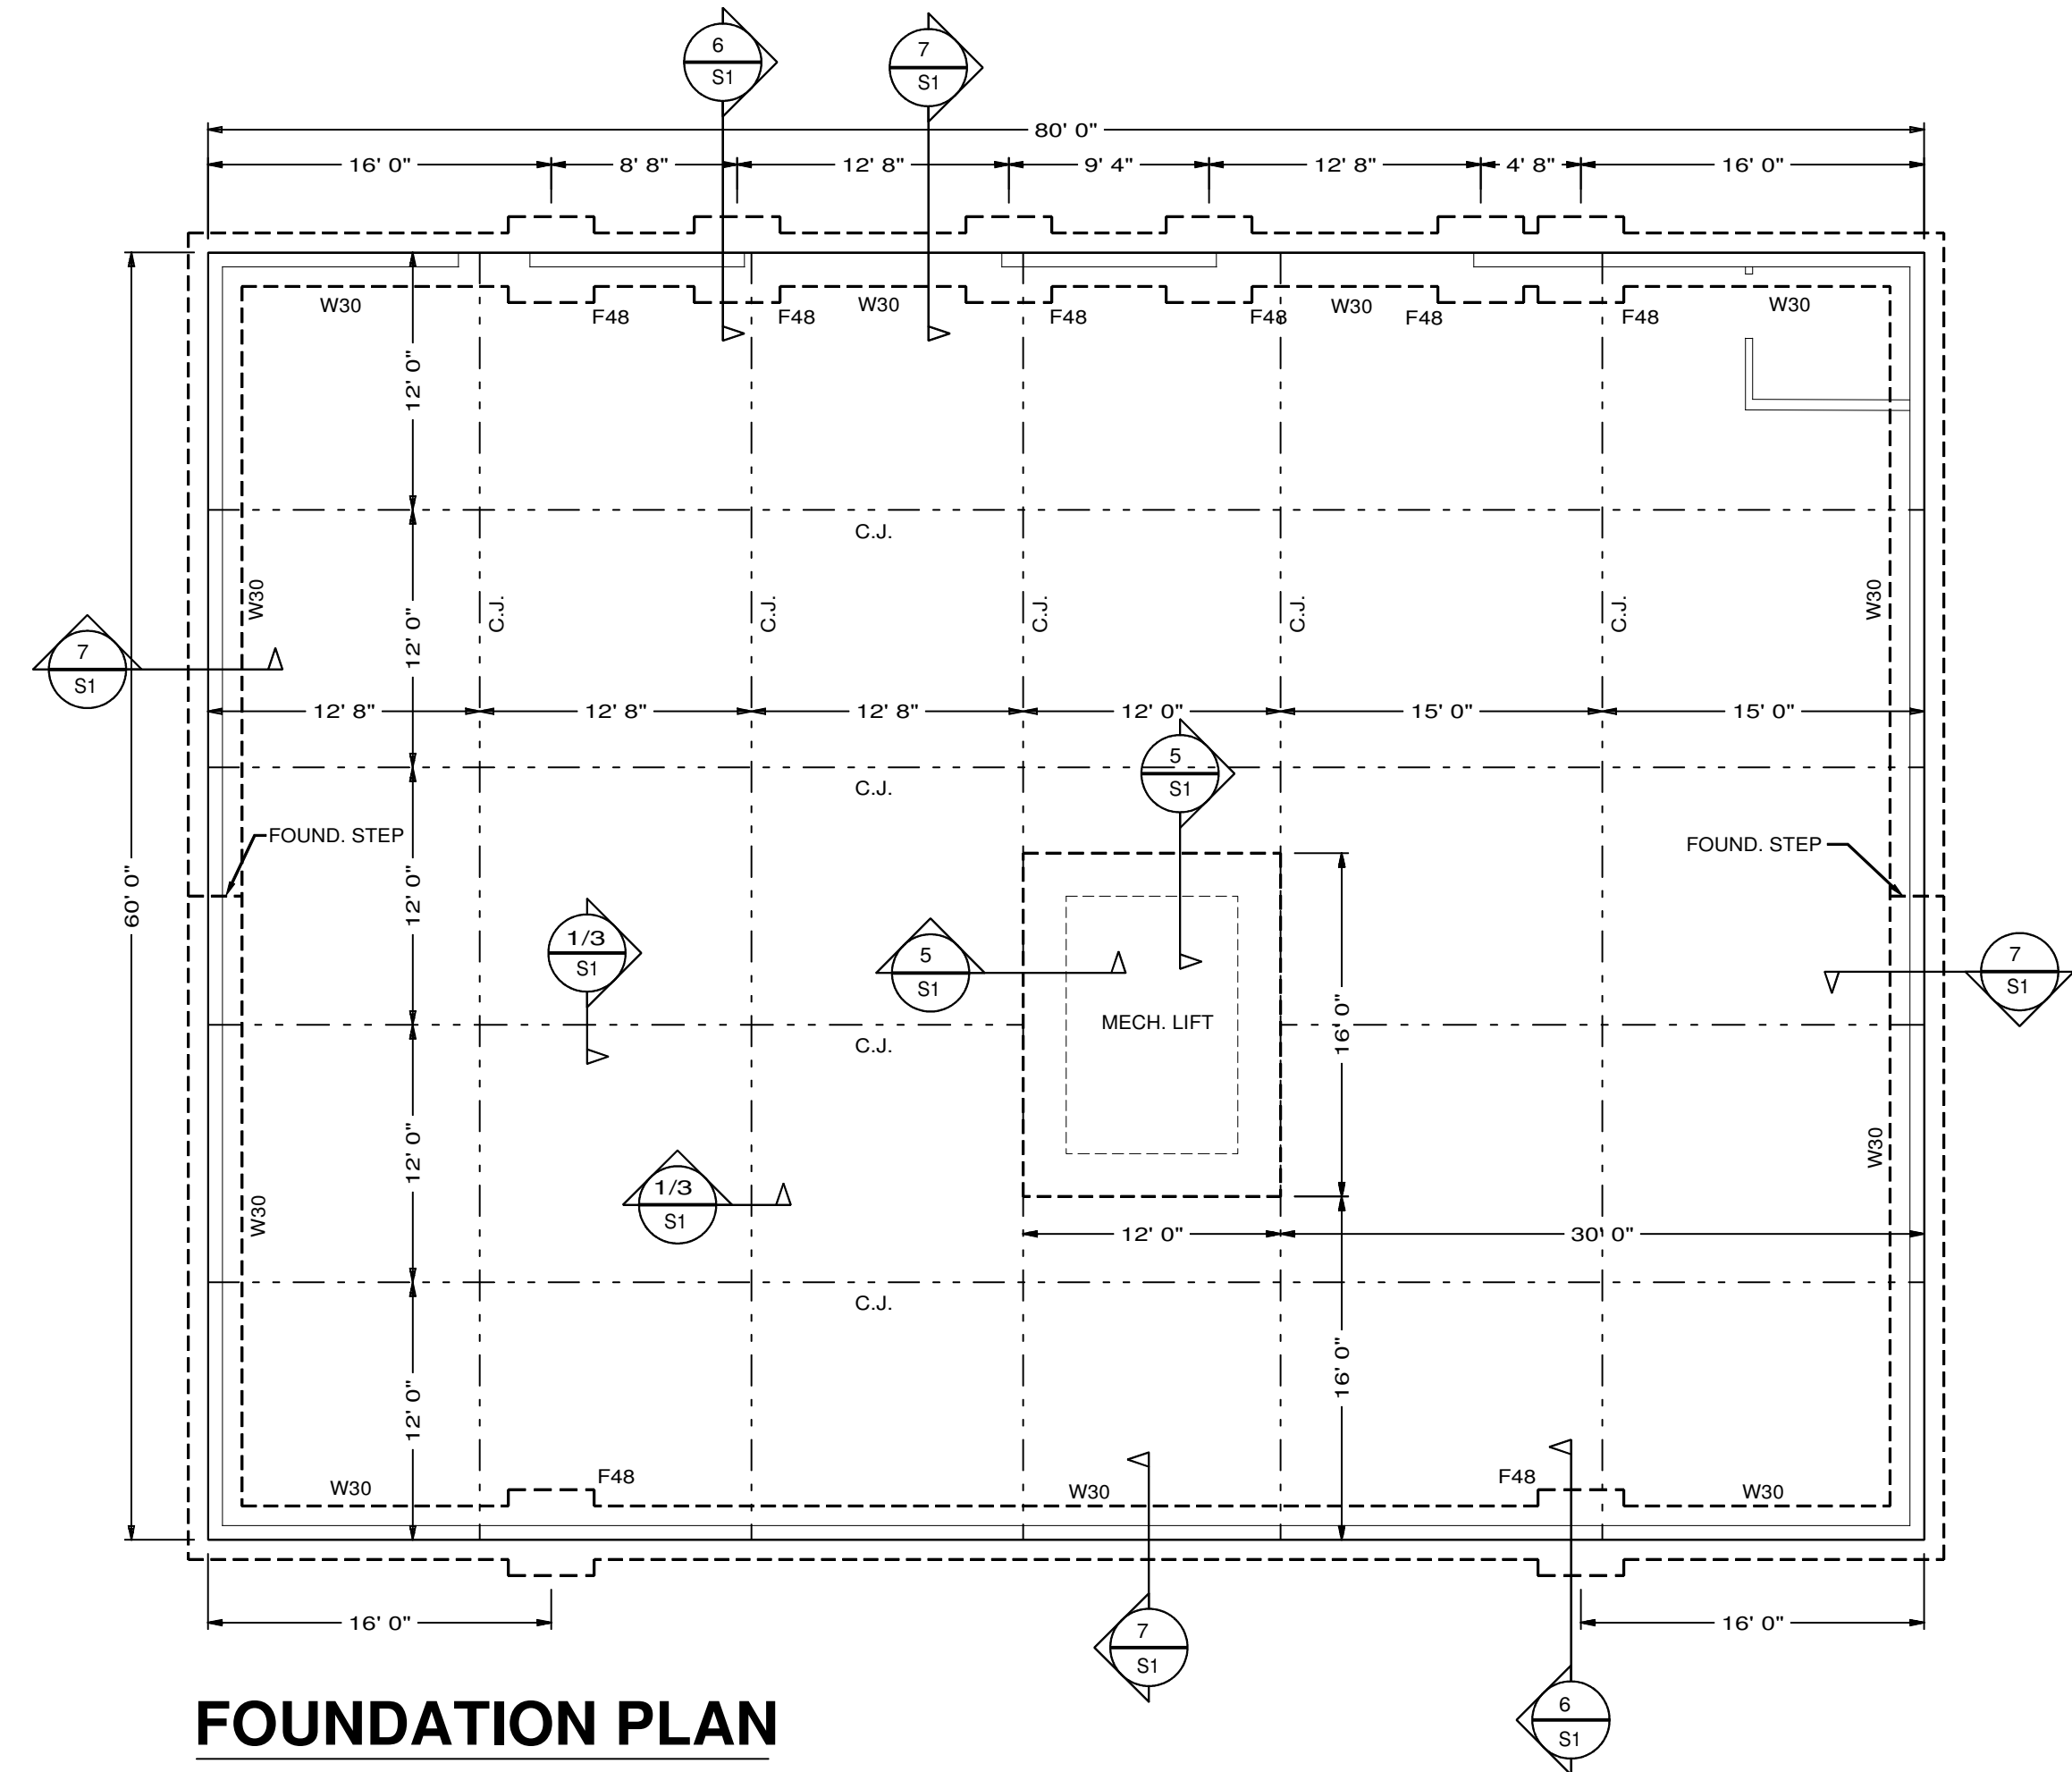 6
S1
7
S1
80' 0"
16' 0"
8' 8"
12' 8"
9' 4"
12' 8"
4' 8"
16' 0"
W30
F48
F48
W30
F48
F48
W30
F48
F48
W30
12' 0"
C.J.
W30
C.J.
C.J.
C.J.
C.J.
C.J.
W30
12' 0"
7
S1
12' 8"
12' 8"
12' 8"
12' 0"
15' 0"
15' 0"
5
S1
C.J.
FOUND. STEP
FOUND. STEP
60' 0"
12' 0"
1/3
S1
5
S1
7
S1
MECH. LIFT
16' 0"
C.J.
12' 0"
W30
1/3
S1
W30
12' 0"
30' 0"
C.J.
12' 0"
16' 0"
W30
F48
W30
F48
W30
16' 0"
7
S1
16' 0"
6
S1
FOUNDATION PLAN